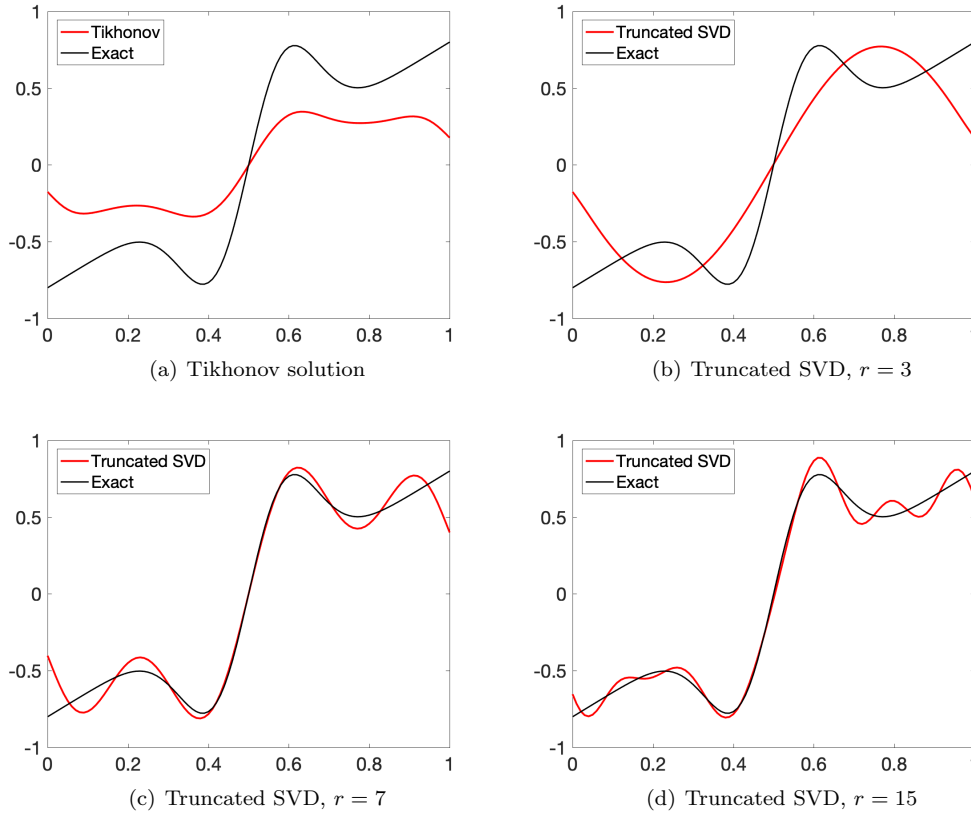 1
0.5
0
-0.5
-1
0 0.2 0.4 0.6 0.8 1
Tikhonov
Exact
(a) Tikhonov solution
1
0.5
0
-0.5
-1
0 0.2 0.4 0.6 0.8
Truncated SVD
Exact
(b) Truncated SVD, r = 3
1
0.5
0
-0.5
-1
0 0.2 0.4 0.6 0.8 1
Truncated SVD
Exact
(c) Truncated SVD, r = 7
1
0.5
0
-0.5
-1
0 0.2 0.4 0.6 0.8
Truncated SVD
Exact
(d) Truncated SVD, r = 15